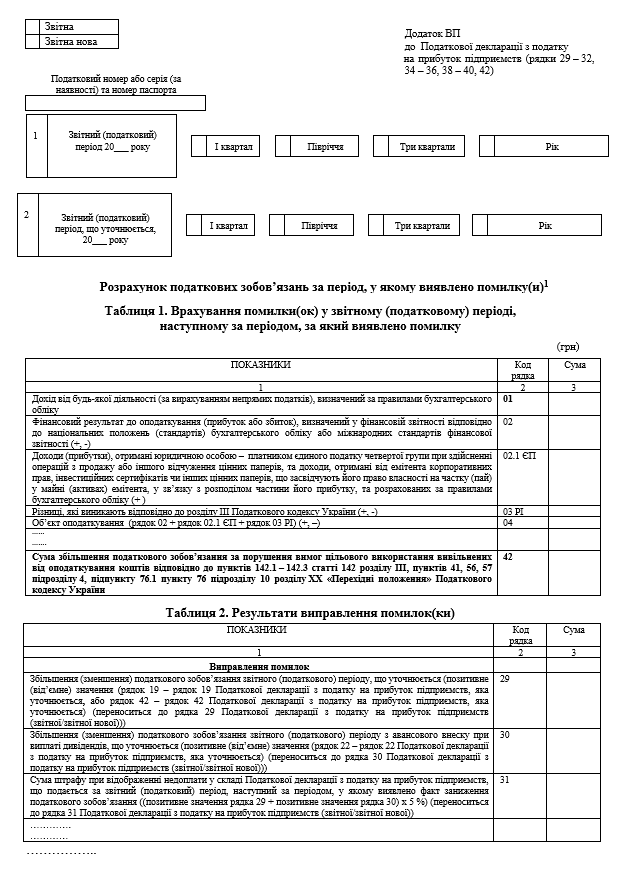 Звітна
Звітна нова
Додаток ВП
до Податкової декларації з податку
на прибуток підприємств (рядки 29 – 32,
34 – 36, 38 – 40, 42)
Податковий номер або серія (за
наявності) та номер паспорта
1
Звітний (податковий)
період 20___ року
І квартал
Півріччя
Три квартали
Рік
2
Звітний (податковий)
період, що уточнюється,
20___ року
І квартал
Півріччя
Три квартали
Рік
Розрахунок податкових зобов’язань за період, у якому виявлено помилку(и)1
Таблиця 1. Врахування помилки(ок) у звітному (податковому) періоді,
наступному за періодом, за який виявлено помилку
(грн)
ПОКАЗНИКИ
Код
рядка
Сума
1
2
3
Дохід від будь-якої діяльності (за вирахуванням непрямих податків), визначений за правилами бухгалтерського
обліку
01
Фінансовий результат до оподаткування (прибуток або збиток), визначений у фінансовій звітності відповідно
до національних положень (стандартів) бухгалтерського обліку або міжнародних стандартів фінансової
звітності (+, -)
02
Доходи (прибутки), отримані юридичною особою – платником єдиного податку четвертої групи при здійсненні
операцій з продажу або іншого відчуження цінних паперів, та доходи, отримані від емітента корпоративних
прав, інвестиційних сертифікатів чи інших цінних паперів, що засвідчують його право власності на частку (пай)
у майні (активах) емітента, у зв’язку з розподілом частини його прибутку, та розрахованих за правилами
бухгалтерського обліку (+ )
02.1 ЄП
Різниці, які виникають відповідно до розділу ІІІ Податкового кодексу України (+, -)
03 РІ
Об’єкт оподаткування (рядок 02 + рядок 02.1 ЄП + рядок 03 РІ) (+, –)
04
......
.......
Сума збільшення податкового зобов’язання за порушення вимог цільового використання вивільнених
від оподаткування коштів відповідно до пунктів 142.1 – 142.3 статті 142 розділу ІІІ, пунктів 41, 56, 57
підрозділу 4, підпункту 76.1 пункту 76 підрозділу 10 розділу ХХ «Перехідні положення» Податкового
кодексу України
42
Таблиця 2. Результати виправлення помилок(ки)
ПОКАЗНИКИ
Код
рядка
Сума
1
2
3
Виправлення помилок
Збільшення (зменшення) податкового зобов’язання звітного (податкового) періоду, що уточнюється (позитивне
(від’ємне) значення (рядок 19 – рядок 19 Податкової декларації з податку на прибуток підприємств, яка
уточнюється, або рядок 42 – рядок 42 Податкової декларації з податку на прибуток підприємств, яка
уточнюється) (переноситься до рядка 29 Податкової декларації з податку на прибуток підприємств
(звітної/звітної нової)))
29
Збільшення (зменшення) податкового зобов’язання звітного (податкового) періоду з авансового внеску при
виплаті дивідендів, що уточнюється (позитивне (від’ємне) значення (рядок 22 – рядок 22 Податкової декларації
з податку на прибуток підприємств, яка уточнюється) (переноситься до рядка 30 Податкової декларації з
податку на прибуток підприємств (звітної/звітної нової)))
30
Сума штрафу при відображенні недоплати у складі Податкової декларації з податку на прибуток підприємств,
що подається за звітний (податковий) період, наступний за періодом, у якому виявлено факт заниження
податкового зобов’язання ((позитивне значення рядка 29 + позитивне значення рядка 30) х 5 %) (переноситься
до рядка 31 Податкової декларації з податку на прибуток підприємств (звітної/звітної нової))
31
………….
…………
……………..